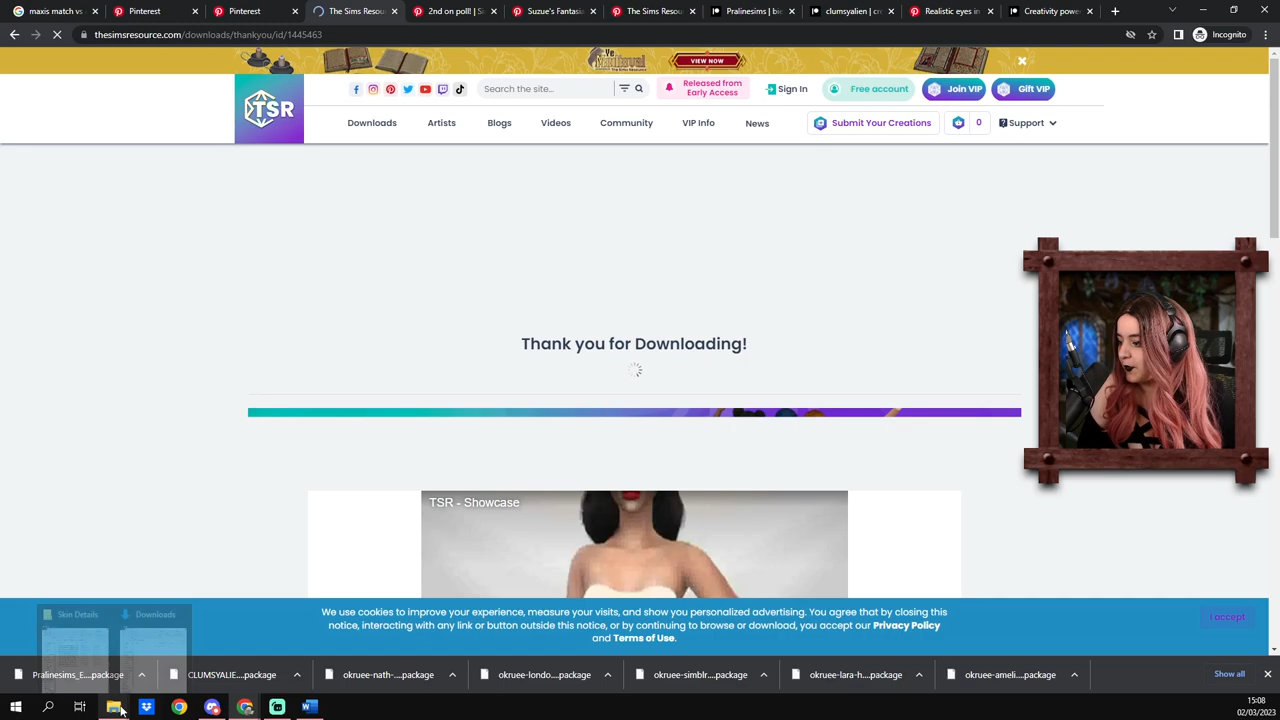 maxis match vs
Pinterest
Pinterest
The Sims Resou
2nd on poll! | S
Suzue's Fantasi
The Sims Resou
Pralinesims |
clumsyalien | cr
Realistic eyes in
Creativity power
thesimsresource.com/downloads/thankyou/id/1445463
Incognito
VIEW NOW
TSR
Search the site...
Released from
Early Access
Sign In
Free account
Join VIP
Gift VIP
Downloads
Artists
Blogs
Videos
Community
VIP Info
News
Submit Your Creations
0
Support
Thank you for Downloading!
TSR - Showcase
Skin Details
Downloads
We use cookies to improve your experience, measure your visits, and show you personalized advertising. You agree that by closing this
notice, interacting with any link or button outside this notice, or by continuing to browse or download, you accept our Privacy Policy
and Terms of Use.
I accept
Pralinesims_E....package
CLUMSYALIE....package
okruee-nath-....package
okruee-londo....package
okruee-simblr....package
okruee-lara-h....package
okruee-ameli....package
Show all
15:08
02/03/2023